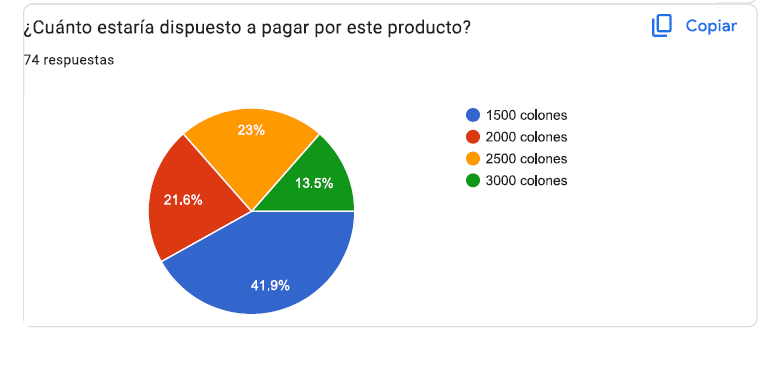 ¿Cuánto estaría dispuesto a pagar por este producto?
Copiar
74 respuestas
1500 colones
2000 colones
2500 colones
3000 colones
23%
13.5%
21.6%
41,9%